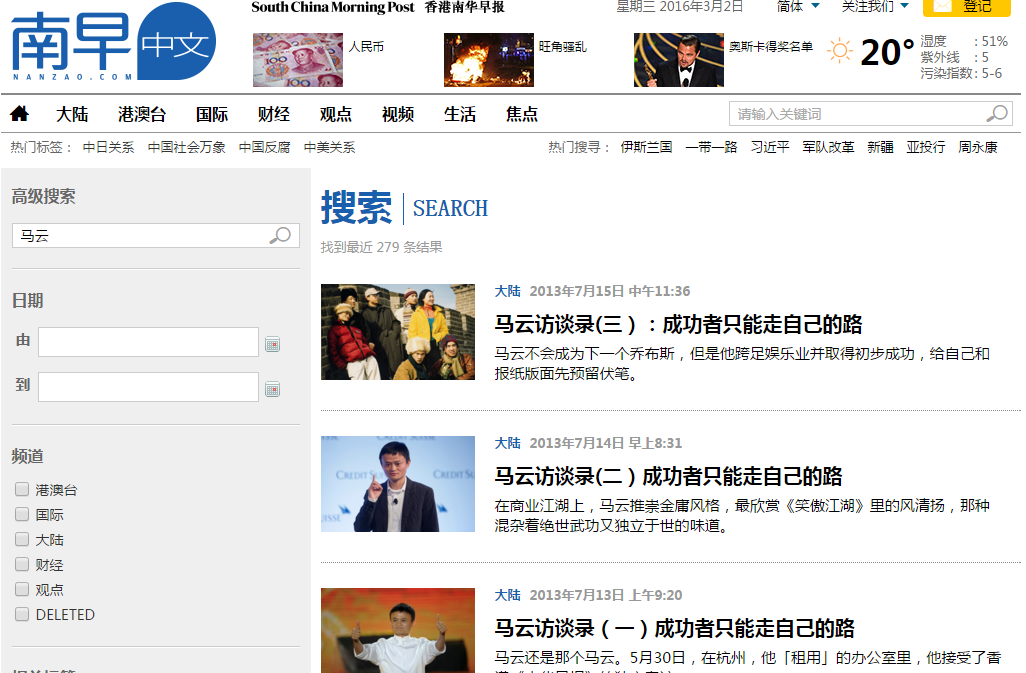 南早
中文
NANZAO.COM
South China Morning Post 香港南华早报
星期三 2016年3月2日
简体
关注我们
登记
人民币
旺角骚乱
奥斯卡得奖名单
20°
湿度 : 51%
紫外线 : 5
污染指数 : 5-6
大陆 港澳台 国际 财经 观点 视频 生活 焦点
请输入关键词
热门标签： 中日关系 中国社会万象 中国反腐 中美关系
热门搜寻： 伊斯兰国 一带一路 习近平 军队改革 新疆 亚投行 周永康
高级搜索
马云
日期
由
到
频道
港澳台
国际
大陆
财经
观点
DELETED
搜索 SEARCH
找到最近 279 条结果
大陆 2013年7月15日 中午11:36
马云访谈录(三）：成功者只能走自己的路
马云不会成为下一个乔布斯，但是他跨足娱乐业并取得初步成功，给自己和
报纸版面先预留伏笔。
大陆 2013年7月14日 早上8:31
马云访谈录(二）成功者只能走自己的路
在商业江湖上，马云推崇金庸风格，最欣赏《笑傲江湖》里的风清扬，那种
混杂着绝世武功又独立于世的味道。
大陆 2013年7月13日 上午9:20
马云访谈录（一）成功者只能走自己的路
马云还是那个马云。5月30日，在杭州，他「租用」的办公室里，他接受了香